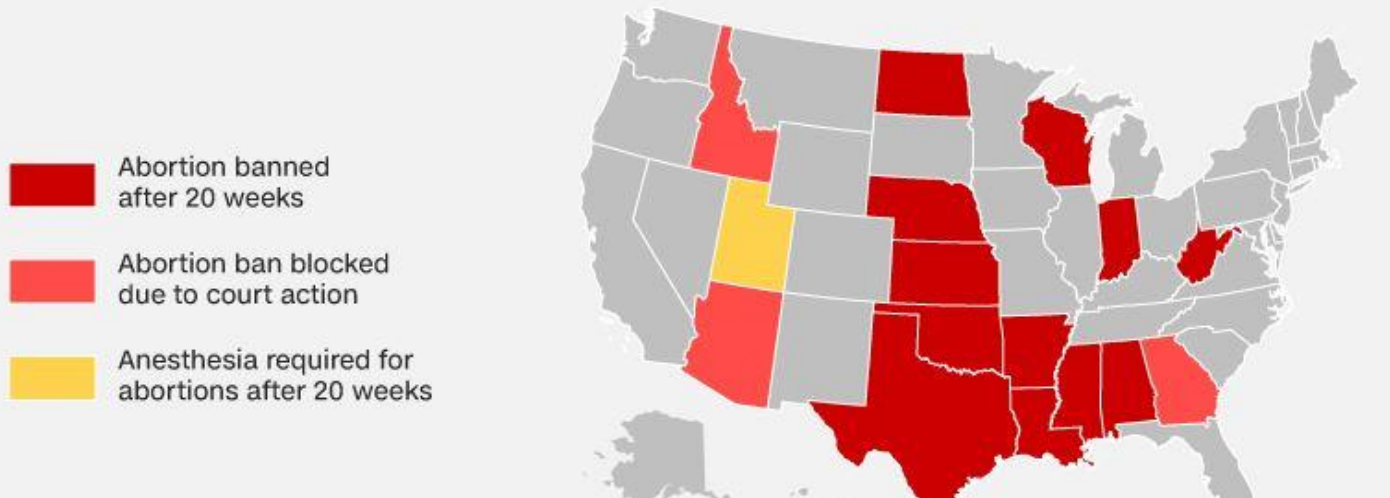 Abortion banned
after 20 weeks
Abortion ban blocked
due to court action
Anesthesia required for
abortions after 20 weeks